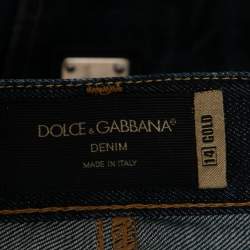 DOLCE & GABBANA®
DENIM
MADE IN ITALY
14 GOLD